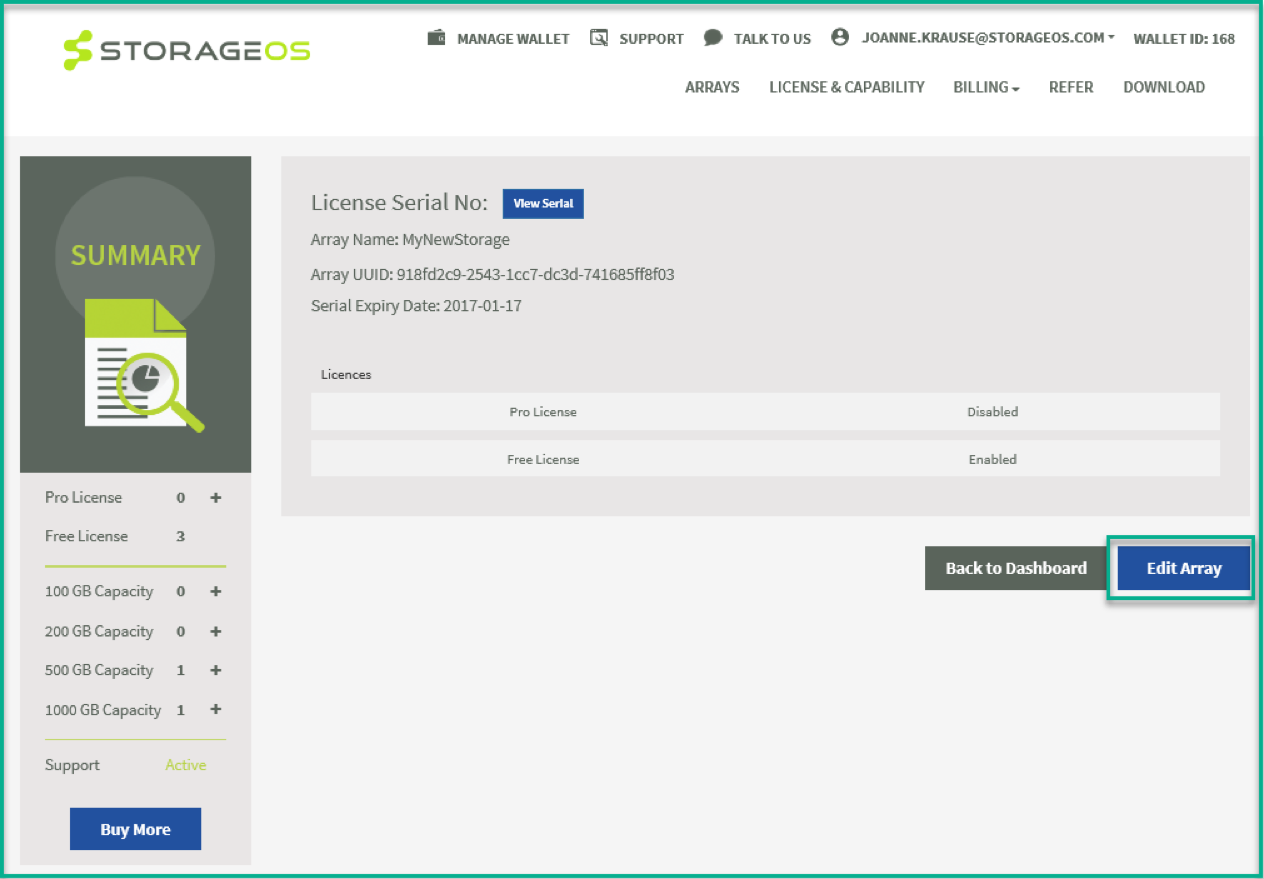 STORAGEOS
MANAGE WALLET SUPPORT TALK TO US JOANNE.KRAUSE@STORAGEOS.COM WALLET ID: 168
ARRAYS LICENSE & CAPABILITY BILLING REFER DOWNLOAD
SUMMARY
Pro License 0 +
Free License 3
100 GB Capacity 0 +
200 GB Capacity 0 +
500 GB Capacity 1 +
1000 GB Capacity 1 +
Support Active
Buy More
License Serial No: View Serial
Array Name: MyNewStorage
Array UUID: 918fd2c9-2543-1cc7-dc3d-741685ff8f03
Serial Expiry Date: 2017-01-17
Licences
Pro License Disabled
Free License Enabled
Back to Dashboard Edit Array